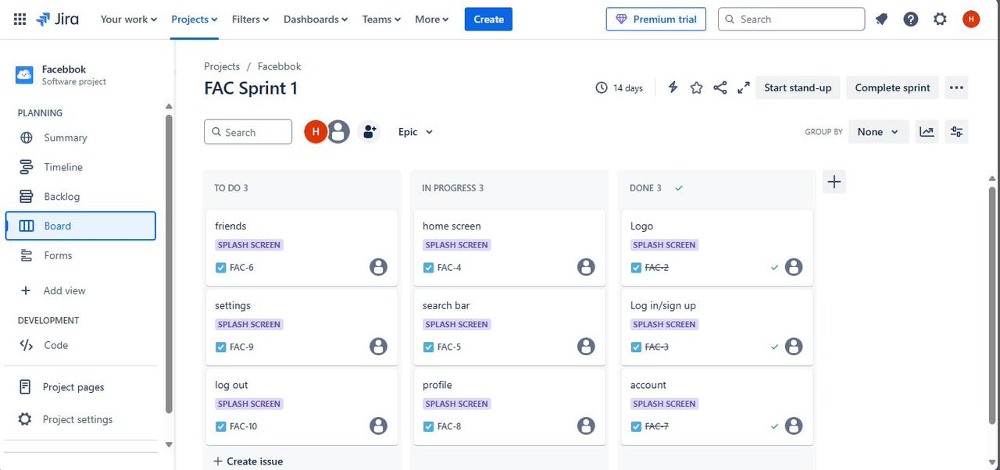 Jira Your work Projects Filters Dashboards Teams More Create Premium trial Search H
Facebbok
Software project
PLANNING
Summary
Timeline
Backlog
Board
Forms
Add view
DEVELOPMENT
Code
Project pages
Project settings
Projects / Facebbok
FAC Sprint 1
14 days Start stand-up Complete sprint
Search H Epic GROUP BY None
TO DO 3
friends
SPLASH SCREEN
FAC-6
settings
SPLASH SCREEN
FAC-9
log out
SPLASH SCREEN
FAC-10
Create issue
IN PROGRESS 3
home screen
SPLASH SCREEN
FAC-4
search bar
SPLASH SCREEN
FAC-5
profile
SPLASH SCREEN
FAC-8
DONE 3
Logo
SPLASH SCREEN
FAC-2
Log in/sign up
SPLASH SCREEN
FAC-3
account
SPLASH SCREEN
FAC-7